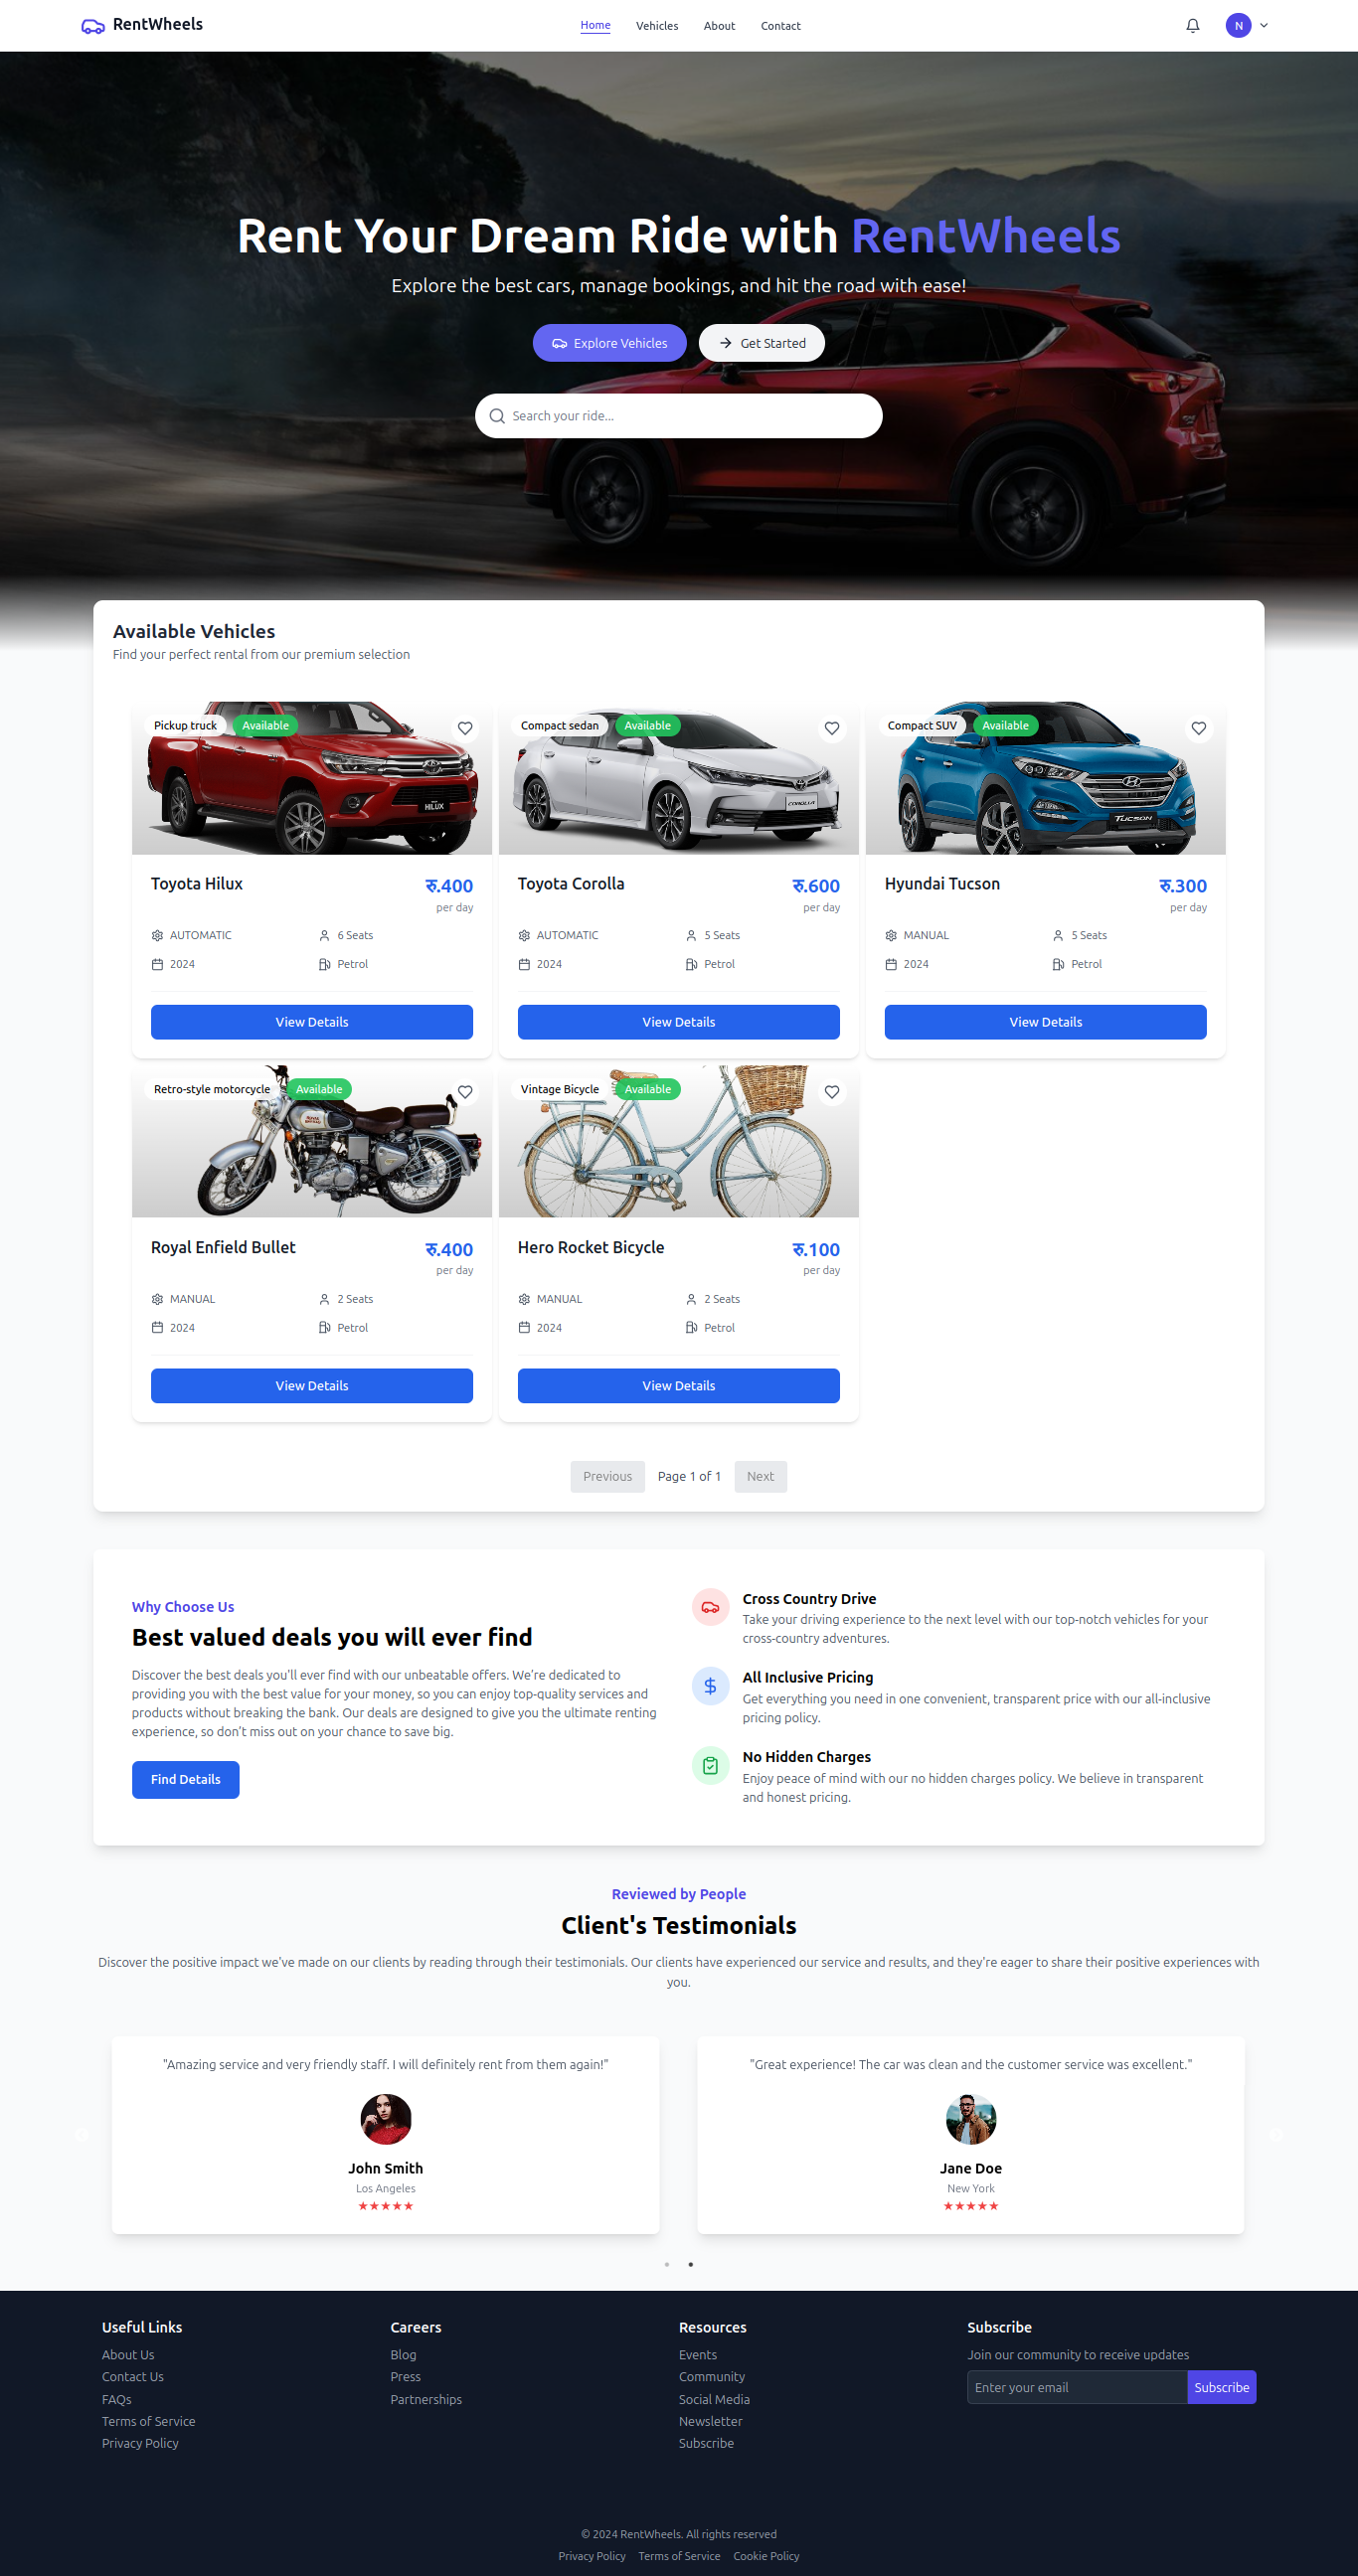 RentWheels
Home
Vehicles
About
Contact
N
Rent Your Dream Ride with RentWheels
Explore the best cars, manage bookings, and hit the road with ease!
Explore Vehicles
Get Started
Search your ride...
Available Vehicles
Find your perfect rental from our premium selection
Pickup truck
Available
HILUX
Toyota Hilux
रु.400
per day
AUTOMATIC
6 Seats
2024
Petrol
View Details
Compact sedan
Available
COROLLA
Toyota Corolla
रु.600
per day
AUTOMATIC
5 Seats
2024
Petrol
View Details
Compact SUV
Available
TUCSON
Hyundai Tucson
रु.300
per day
MANUAL
5 Seats
2024
Petrol
View Details
Retro-style motorcycle
Available
Royal Enfield Bullet
रु.400
per day
MANUAL
2 Seats
2024
Petrol
View Details
Vintage Bicycle
Available
Hero Rocket Bicycle
रु.100
per day
MANUAL
2 Seats
2024
Petrol
View Details
Previous
Page 1 of 1
Next
Why Choose Us
Best valued deals you will ever find
Discover the best deals you'll ever find with our unbeatable offers. We're dedicated to
providing you with the best value for your money, so you can enjoy top-quality services and
products without breaking the bank. Our deals are designed to give you the ultimate renting
experience, so don't miss out on your chance to save big.
Find Details
Cross Country Drive
Take your driving experience to the next level with our top-notch vehicles for your
cross-country adventures.
All Inclusive Pricing
Get everything you need in one convenient, transparent price with our all-inclusive
pricing policy.
No Hidden Charges
Enjoy peace of mind with our no hidden charges policy. We believe in transparent
and honest pricing.
Reviewed by People
Client's Testimonials
Discover the positive impact we've made on our clients by reading through their testimonials. Our clients have experienced our service and results, and they're eager to share their positive experiences with
you.
"Amazing service and very friendly staff. I will definitely rent from them again!"
John Smith
Los Angeles
★★★★★
"Great experience! The car was clean and the customer service was excellent."
Jane Doe
New York
★★★★★
Useful Links
About Us
Contact Us
FAQs
Terms of Service
Privacy Policy
Careers
Blog
Press
Partnerships
Resources
Events
Community
Social Media
Newsletter
Subscribe
Subscribe
Join our community to receive updates
Enter your email
Subscribe
© 2024 RentWheels. All rights reserved
Privacy Policy
Terms of Service
Cookie Policy